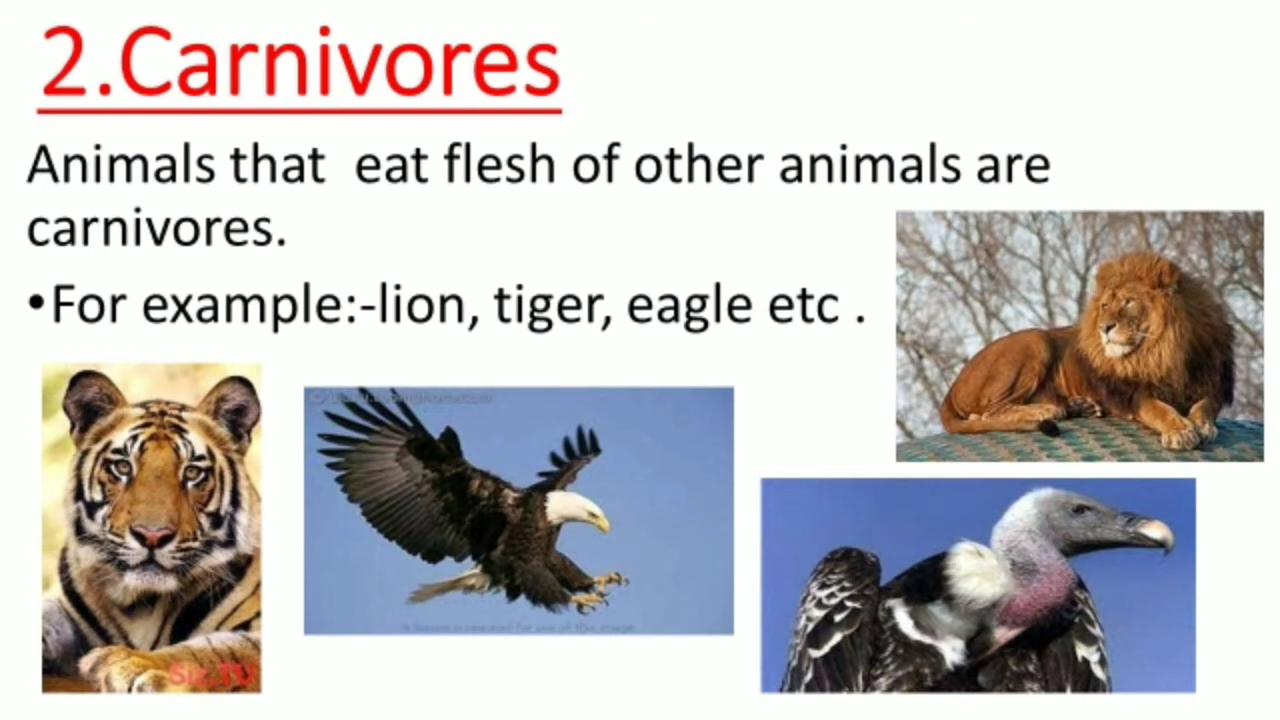 2.Carnivores
Animals that eat flesh of other animals are
carnivores.
•For example:-lion, tiger, eagle etc .